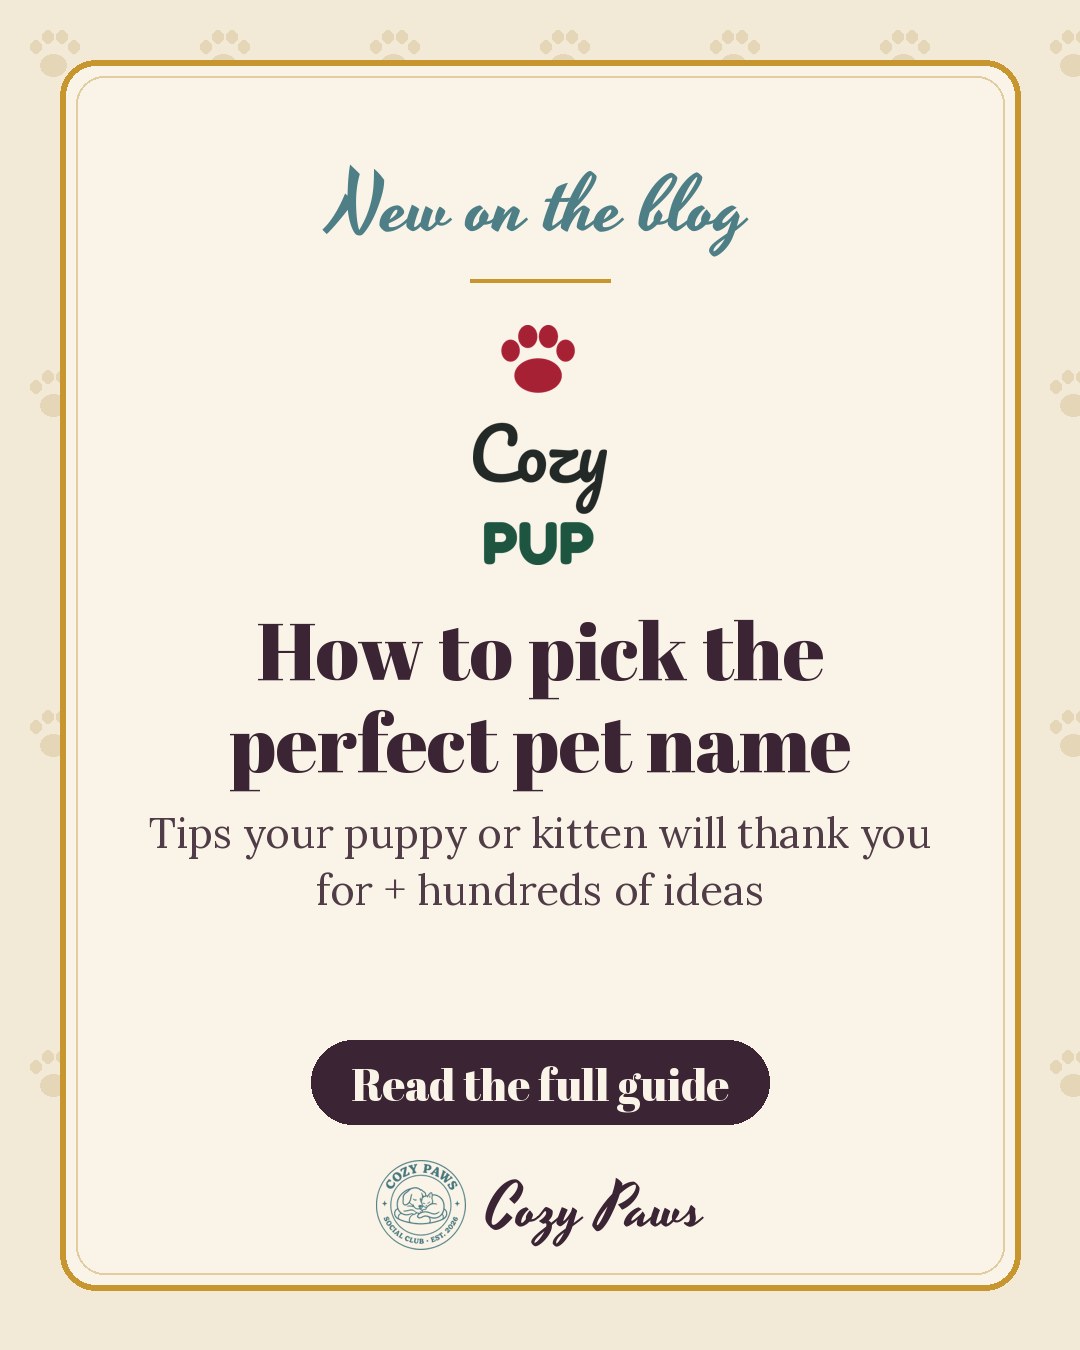 New on the blog
Cozy
PUP
How to pick the
perfect pet name
Tips your puppy or kitten will thank you
for + hundreds of ideas
Read the full guide
COZY PAWS
SOCIAL CLUB · EST. 2026
Cozy Paws